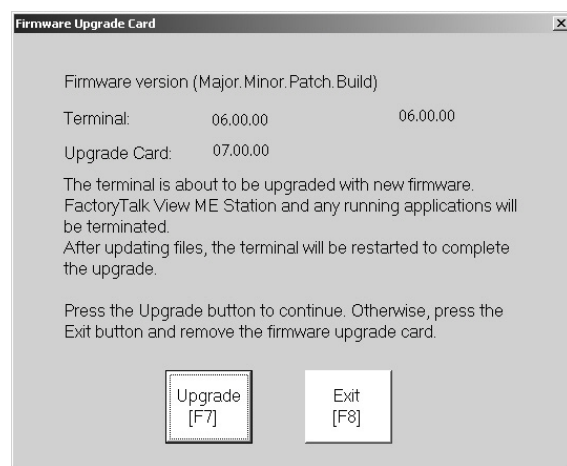 Firmware Upgrade Card
Firmware version (Major.Minor.Patch.Build)
Terminal: 06.00.00 06.00.00
Upgrade Card: 07.00.00
The terminal is about to be upgraded with new firmware.
FactoryTalk View ME Station and any running applications will
be terminated.
After updating files, the terminal will be restarted to complete
the upgrade.
Press the Upgrade button to continue. Otherwise, press the
Exit button and remove the firmware upgrade card.
Upgrade
[F7]
Exit
[F8]